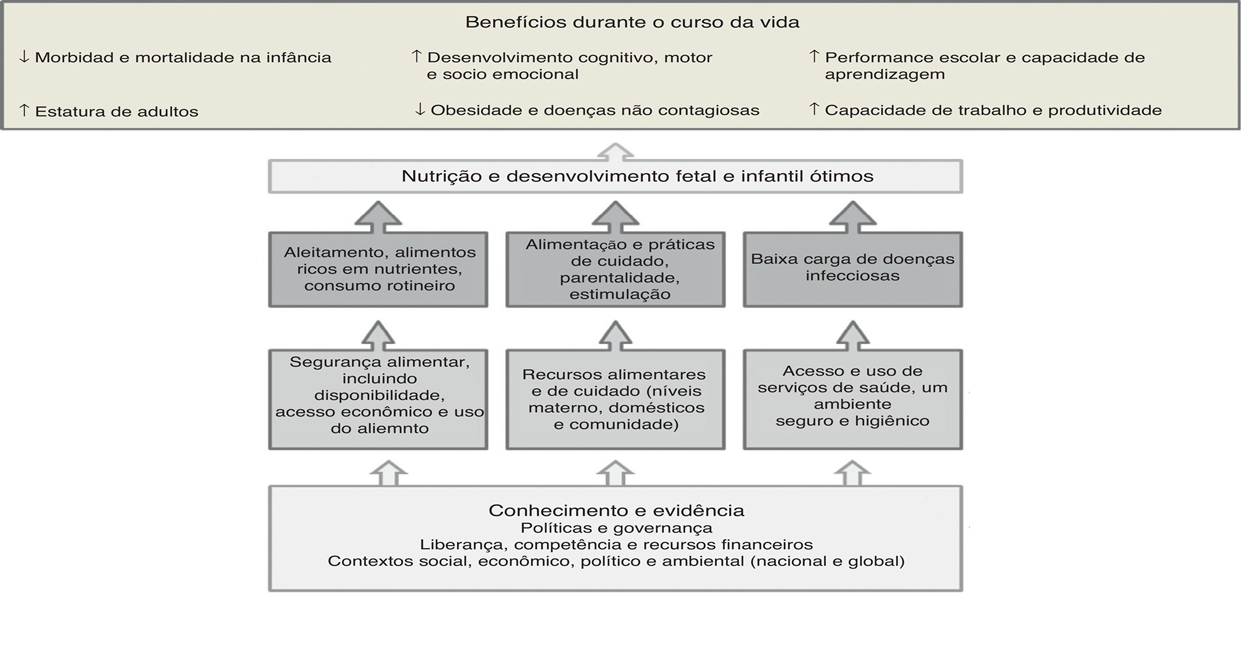 Benefícios durante o curso da vida
↓ Morbidad e mortalidade na infância
↑ Desenvolvimento cognitivo, motor
e socio emocional
↑ Performance escolar e capacidade de
aprendizagem
↑ Estatura de adultos
↓ Obesidade e doenças não contagiosas
↑ Capacidade de trabalho e produtividade
Nutrição e desenvolvimento fetal e infantil ótimos
Aleitamento, alimentos
ricos em nutrientes,
consumo rotineiro
Alimentação e práticas
de cuidado,
parentalidade,
estimulação
Baixa carga de doenças
infecciosas
Segurança alimentar,
incluindo
disponibilidade,
acesso econômico e uso
do aliemnto
Recursos alimentares
e de cuidado (níveis
materno, domésticos
e comunidade)
Acesso e uso de
serviços de saúde, um
ambiente
seguro e higiênico
Conhecimento e evidência
Políticas e governança
Liberança, competência e recursos financeiros
Contextos social, econômico, político e ambiental (nacional e global)